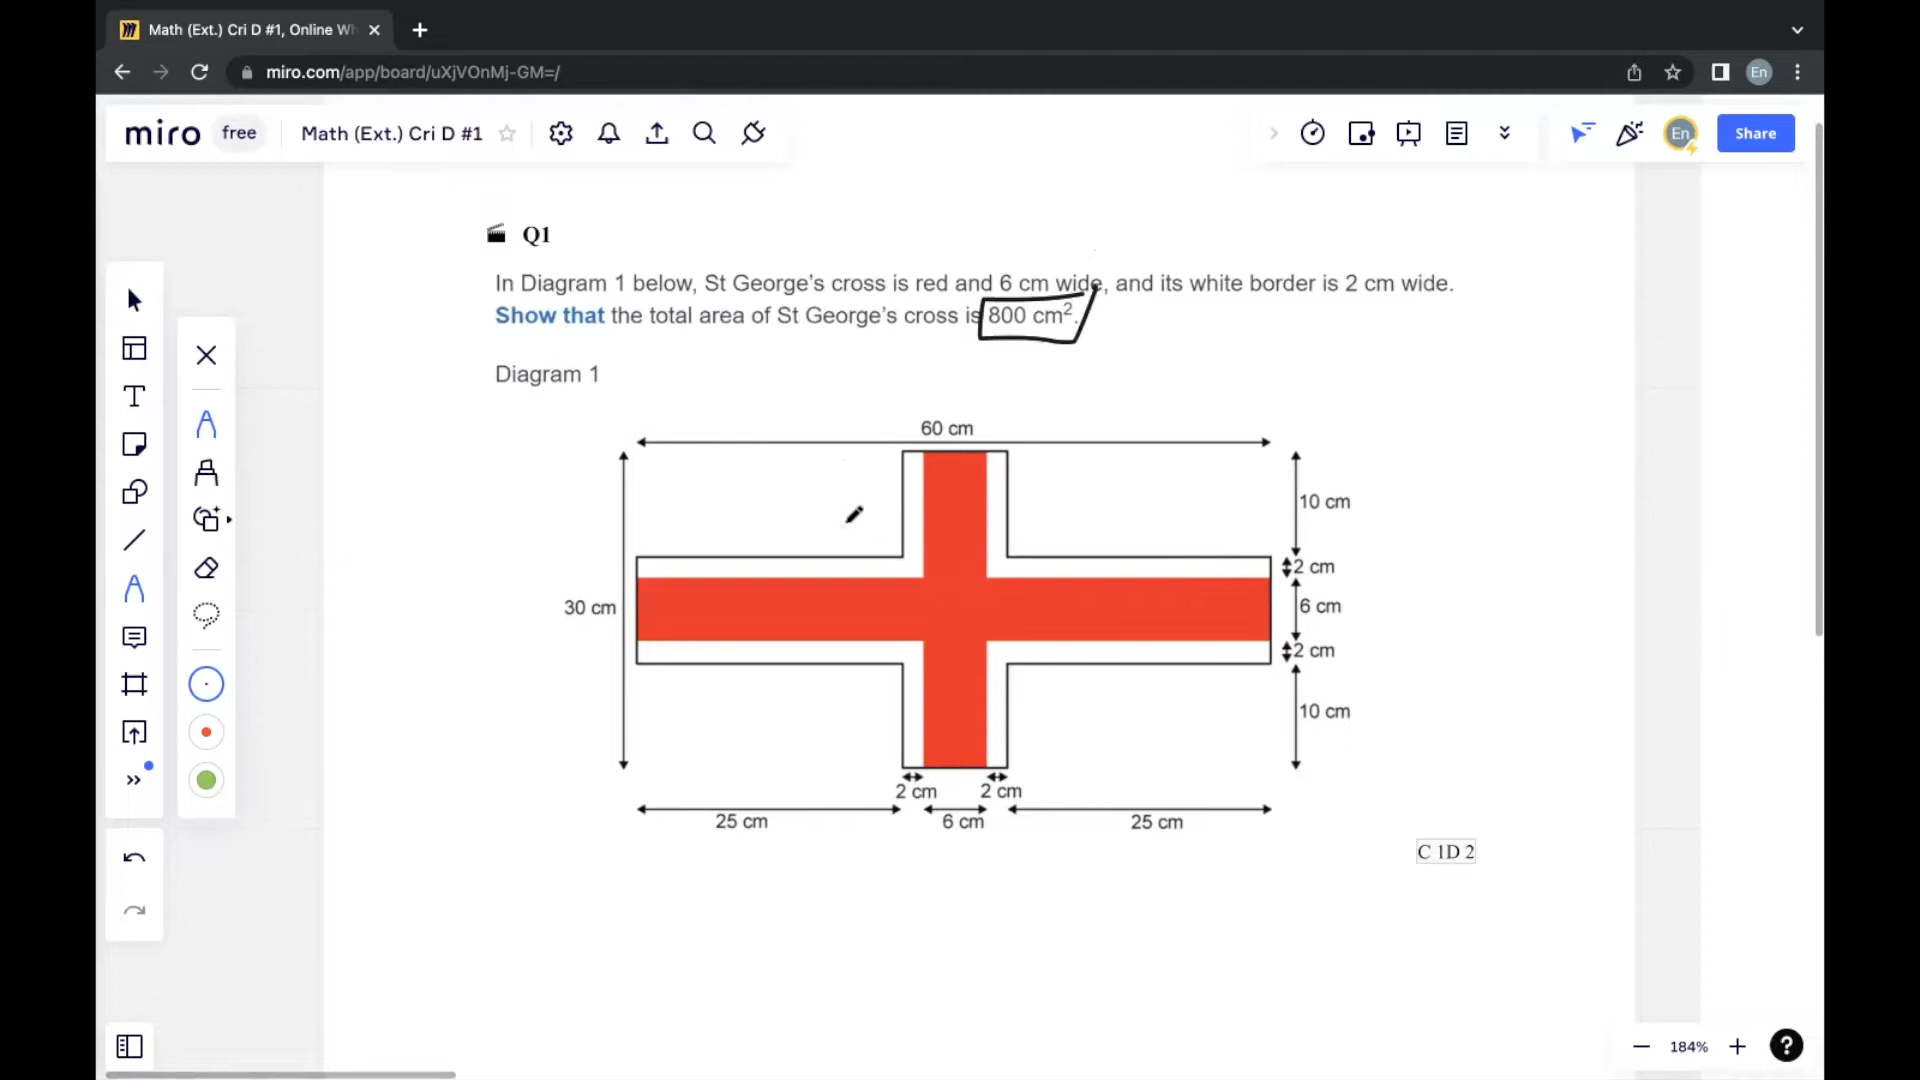 Math (Ext.) Cri D #1, Online Wh
miro.com/app/board/uXjVOnMj-GM=/
En
miro free Math (Ext.) Cri D #1
En
Share
Q1
In Diagram 1 below, St George’s cross is red and 6 cm wide, and its white border is 2 cm wide.
Show that the total area of St George’s cross is 800 cm².
Diagram 1
60 cm
10 cm
2 cm
30 cm
6 cm
2 cm
10 cm
2 cm 2 cm
25 cm 6 cm 25 cm
C 1D 2
184%